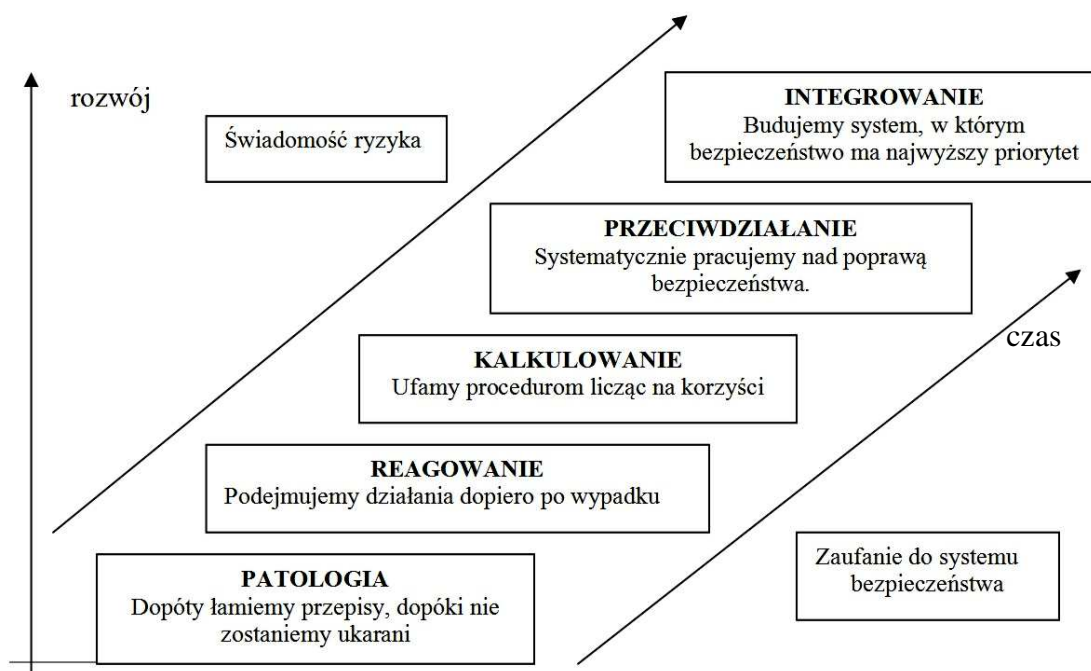 rozwój
Świadomość ryzyka
INTEGROWANIE
Budujemy system, w którym
bezpieczeństwo ma najwyższy priorytet
PRZECIWDZIAŁANIE
Systematycznie pracujemy nad poprawą
bezpieczeństwa.
czas
KALKULOWANIE
Ufamy procedurom licząc na korzyści
REAGOWANIE
Podejmujemy działania dopiero po wypadku
Zaufanie do systemu
bezpieczeństwa
PATOLOGIA
Dopóty łamiemy przepisy, dopóki nie
zostaniemy ukarani